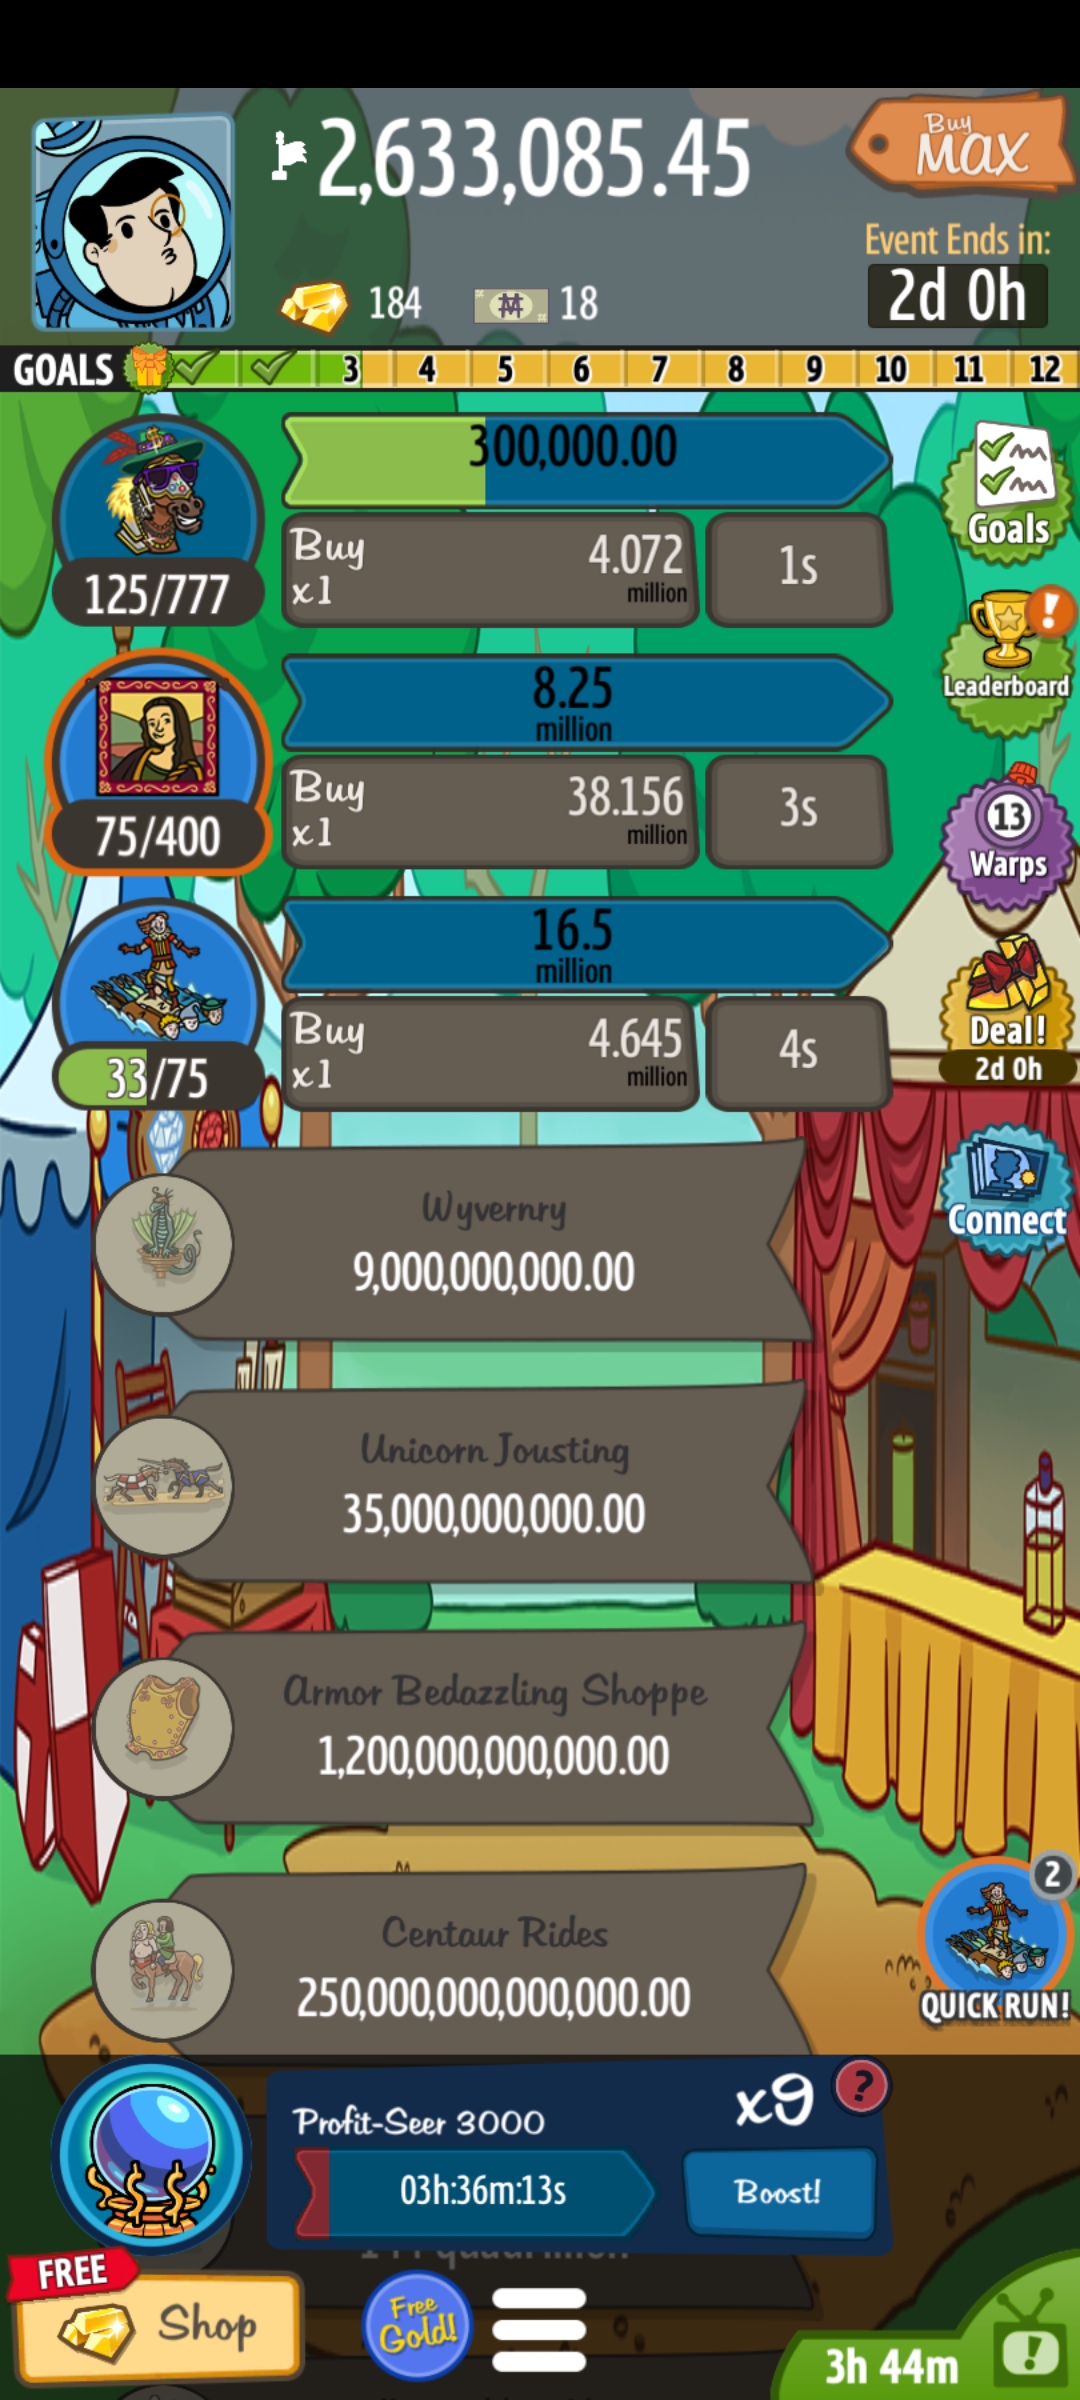 2,633,085.45
Buy
MAX
Event Ends in:
2d 0h
184
18
GOALS 3 4 5 6 7 8 9 10 11 12
300,000.00
Buy
x1
4.072
million
1s
125/777
Goals
8.25
million
Leaderboard
Buy
x1
38.156
million
3s
75/400
13
Warps
16.5
million
Buy
x1
4.645
million
4s
33/75
Deal!
2d 0h
Connect
Wyvernry
9,000,000,000.00
Unicorn Jousting
35,000,000,000.00
Armor Bedazzling Shoppe
1,200,000,000,000.00
Centaur Rides
250,000,000,000,000.00
2
QUICK RUN!
Profit-Seer 3000
x9
?
03h:36m:13s
Boost!
FREE
Shop
Free
Gold!
3h 44m